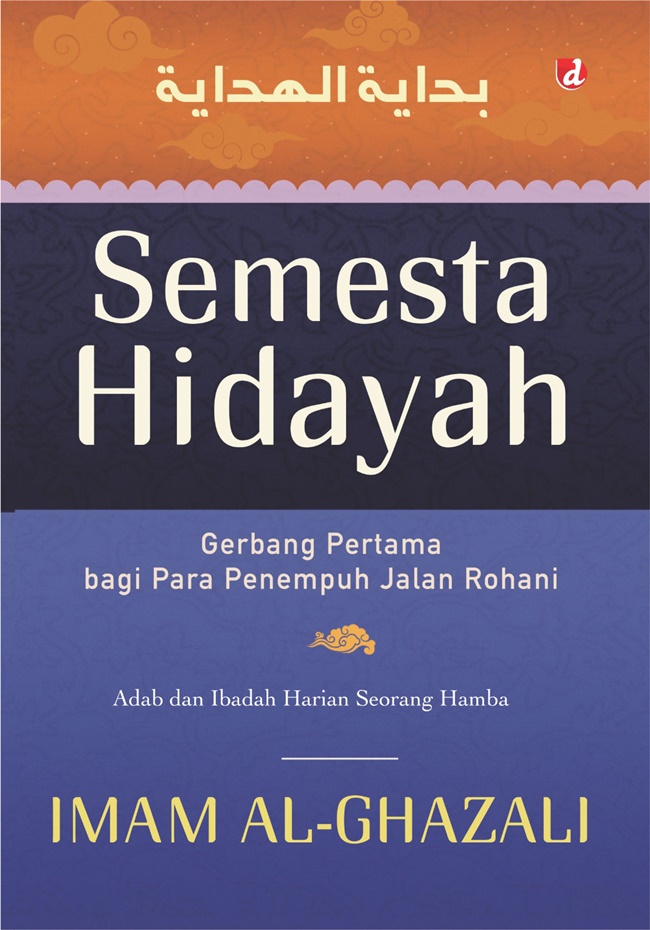 بداية الهداية
d
Semesta
Hidayah
Gerbang Pertama
bagi Para Penempuh Jalan Rohani
Adab dan Ibadah Harian Seorang Hamba
IMAM AL-GHAZALI